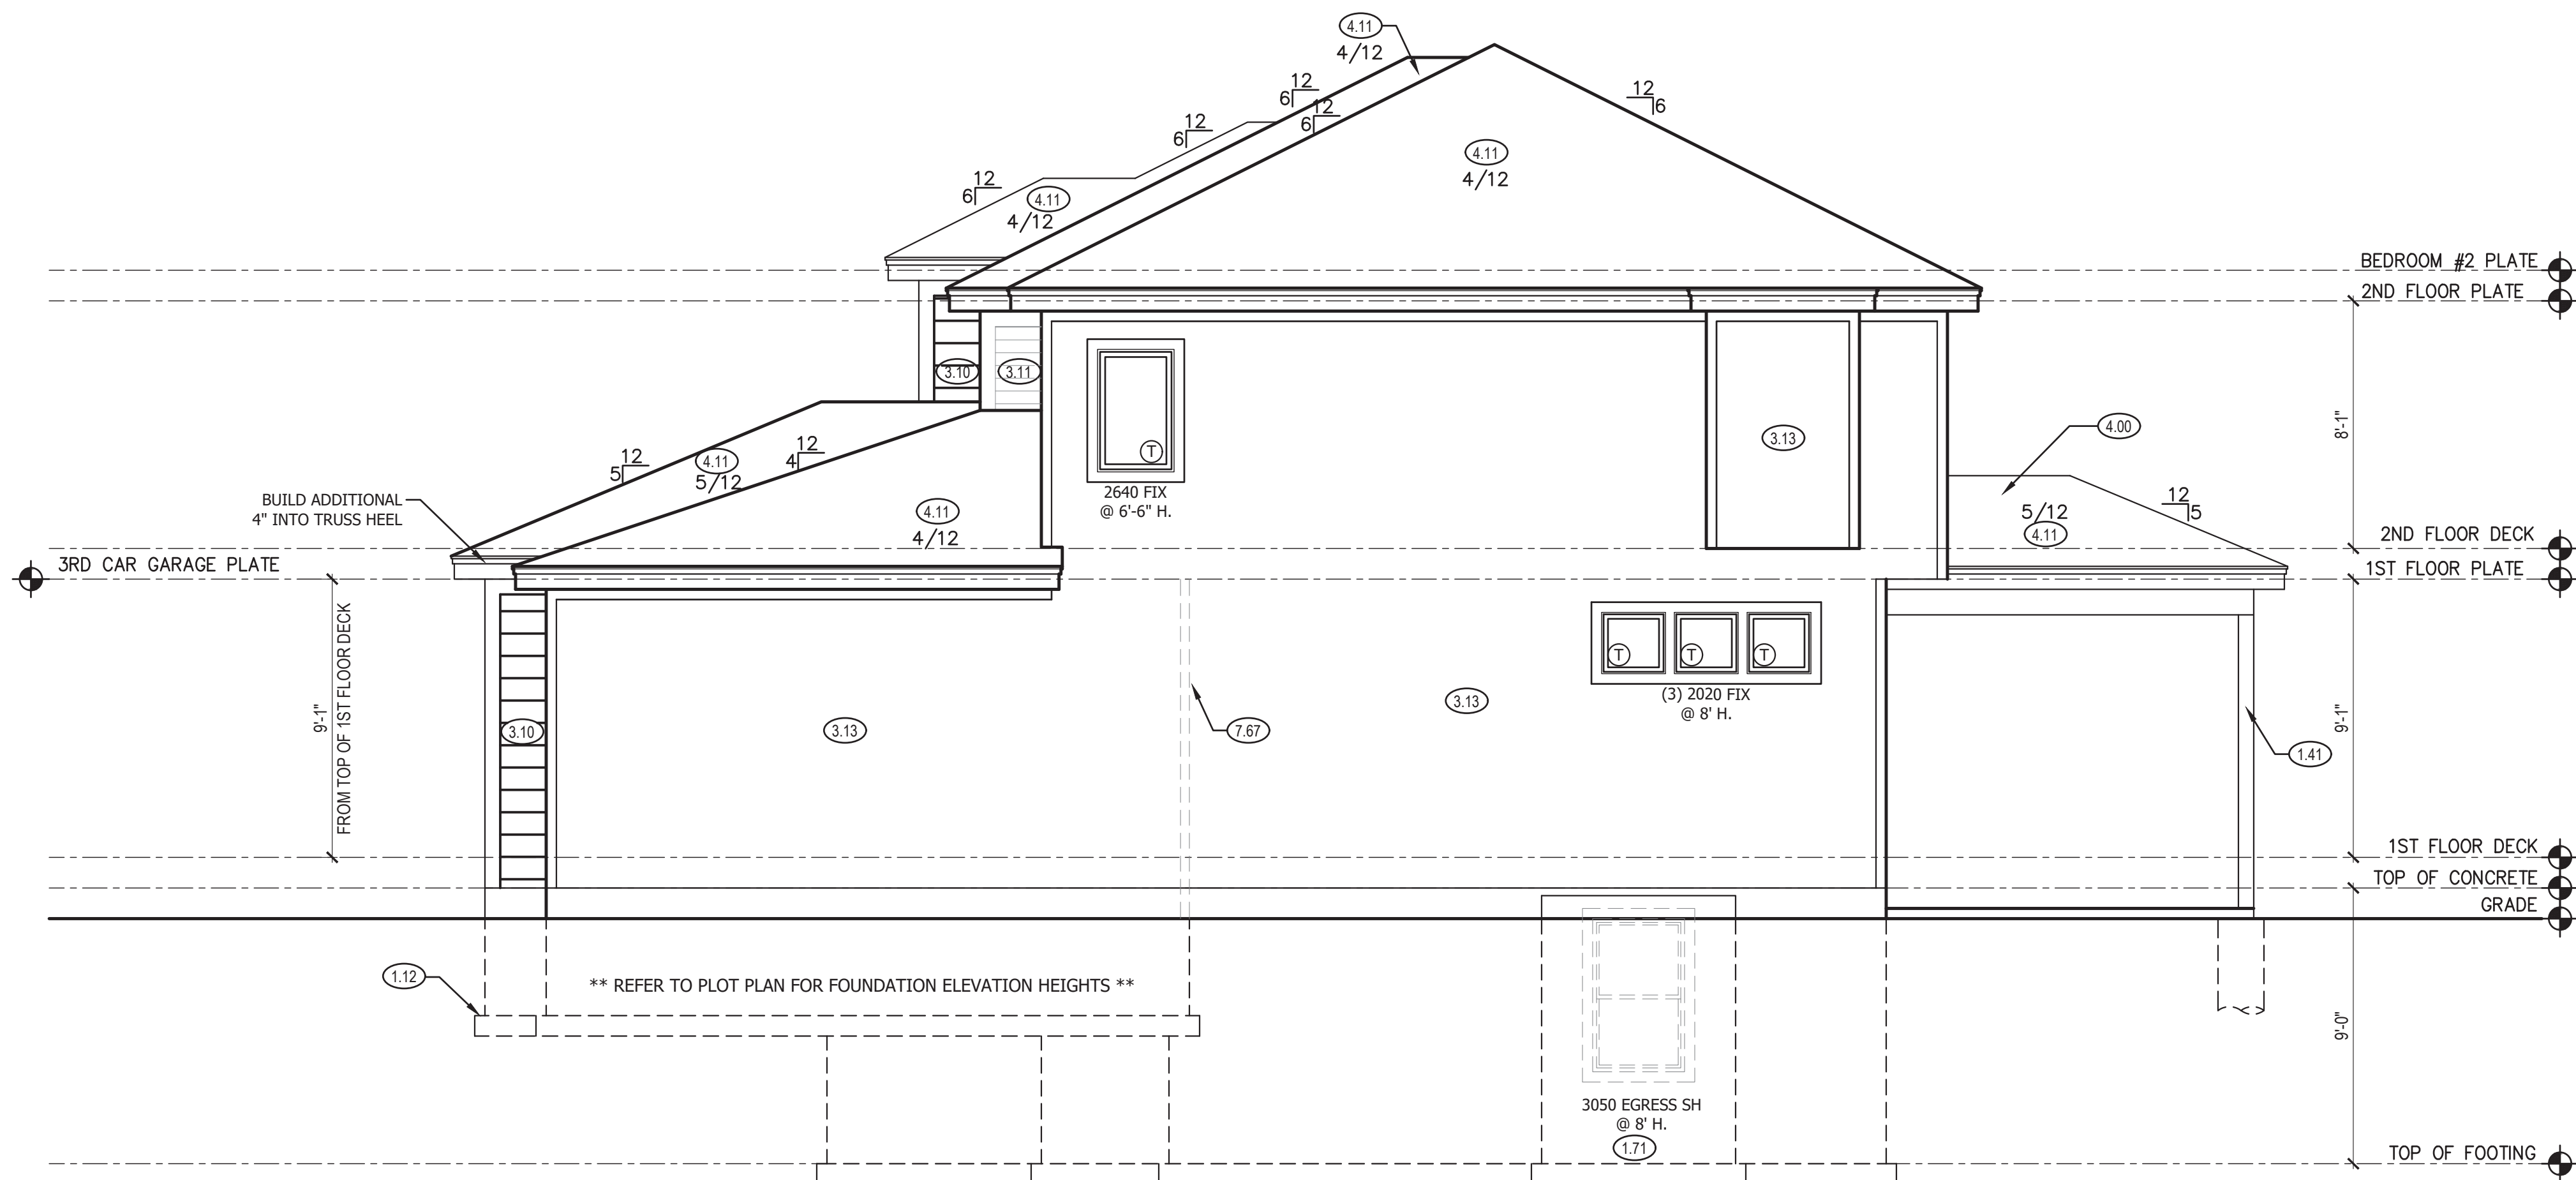 4.11
4/12
12
6
12
6
12
6
12
6
12
6
4.11
4/12
4.11
4/12
BEDROOM #2 PLATE
2ND FLOOR PLATE
3.10
3.11
T
2640 FIX
@ 6'-6" H.
3.13
8'-1"
4.00
12
5
4.11
5/12
12
4
BUILD ADDITIONAL
4" INTO TRUSS HEEL
4.11
4/12
12
5
5/12
4.11
2ND FLOOR DECK
3RD CAR GARAGE PLATE
1ST FLOOR PLATE
9'-1"
FROM TOP OF 1ST FLOOR DECK
T
T
T
(3) 2020 FIX
@ 8' H.
3.10
3.13
7.67
3.13
1.41
9'-1"
1ST FLOOR DECK
TOP OF CONCRETE
GRADE
1.12
** REFER TO PLOT PLAN FOR FOUNDATION ELEVATION HEIGHTS **
9'-0"
3050 EGRESS SH
@ 8' H.
1.71
TOP OF FOOTING